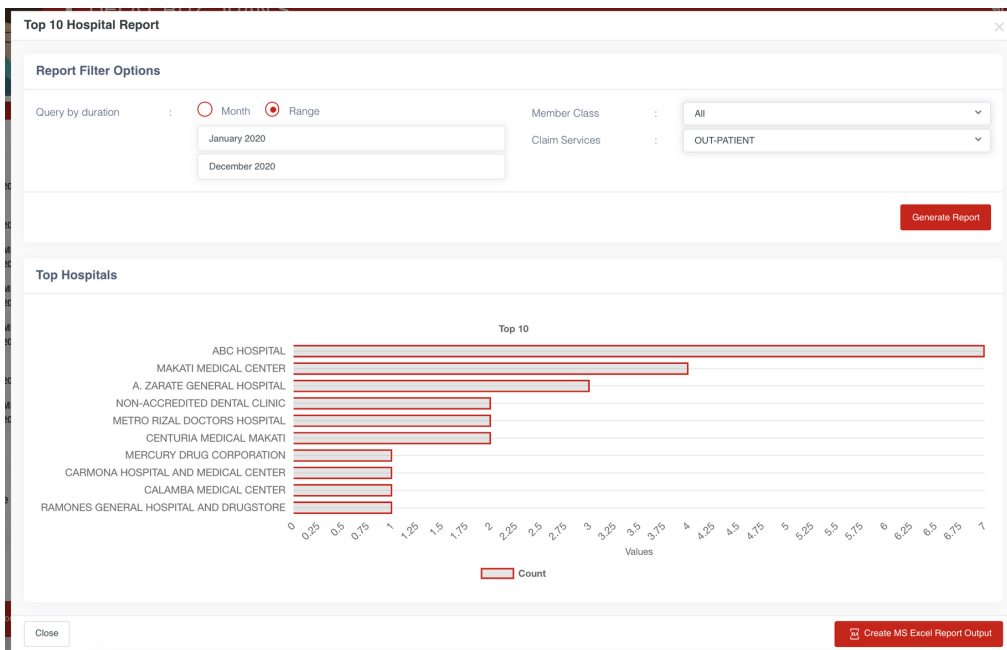 Top 10 Hospital Report
Report Filter Options
Query by duration : Month Range
January 2020
December 2020
Member Class : All
Claim Services : OUT-PATIENT
Generate Report
Top Hospitals
Top 10
ABC HOSPITAL
MAKATI MEDICAL CENTER
A. ZARATE GENERAL HOSPITAL
NON-ACCREDITED DENTAL CLINIC
METRO RIZAL DOCTORS HOSPITAL
CENTURIA MEDICAL MAKATI
MERCURY DRUG CORPORATION
CARMONA HOSPITAL AND MEDICAL CENTER
CALAMBA MEDICAL CENTER
RAMONES GENERAL HOSPITAL AND DRUGSTORE
0 0.25 0.5 0.75 1 1.25 1.5 1.75 2 2.25 2.5 2.75 3 3.25 3.5 3.75 4 4.25 4.5 4.75 5 5.25 5.5 5.75 6 6.25 6.5 6.75 7
Values
Count
Close
Create MS Excel Report Output